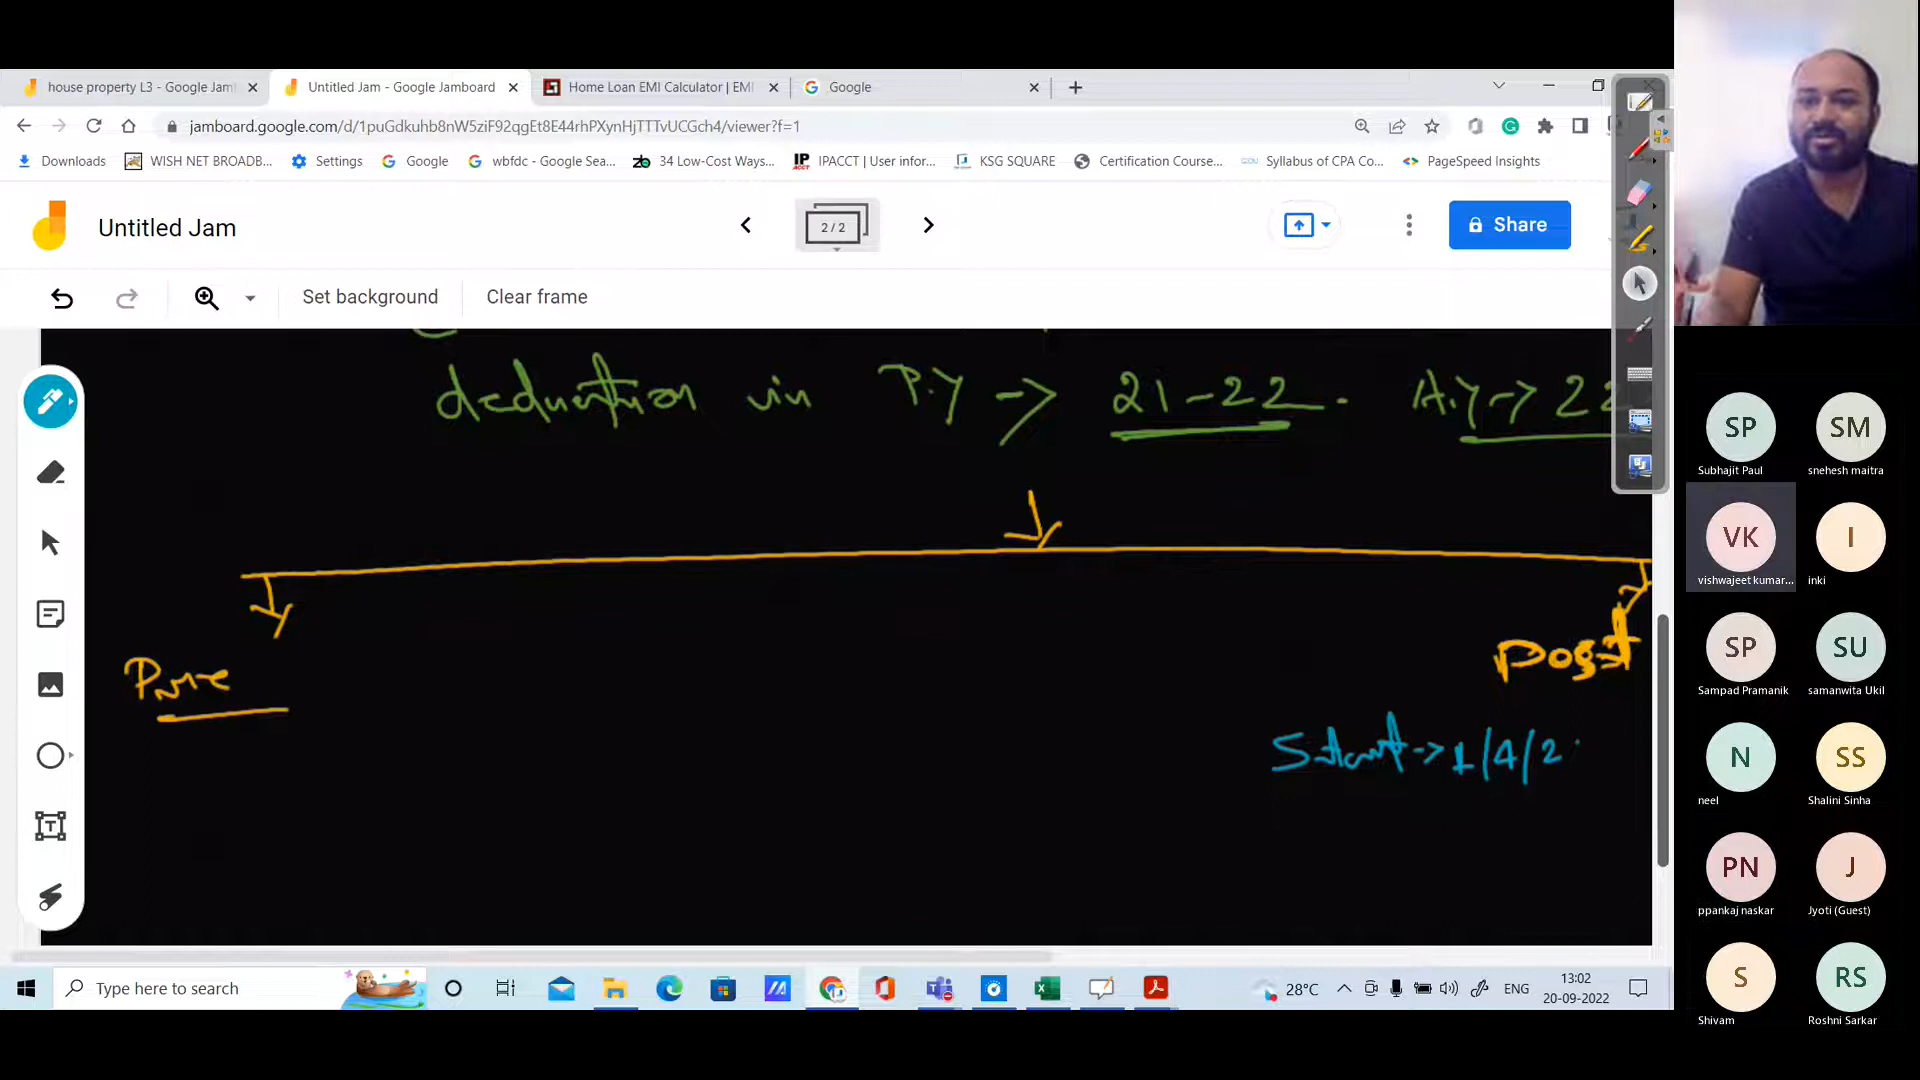 house property L3 - Google Jam
Untitled Jam - Google Jamboard
Home Loan EMI Calculator | EMI
Google
jamboard.google.com/d/1puGdkuhb8nW5ziF92qgEt8E44rhPXynHjTTTvUCGch4/viewer?f=1
Downloads
WISH NET BROADB...
Settings
Google
wbfdc - Google Sea...
34 Low-Cost Ways...
IPACCT | User infor...
KSG SQUARE
Certification Course...
Syllabus of CPA Co...
PageSpeed Insights
Untitled Jam
2 / 2
Share
Set background
Clear frame
deduction in P.Y -> 21-22. A.Y -> 22
Pre
post
Start -> 1/4/2
SP
Subhajit Paul
SM
snehesh maitra
VK
vishwajeet kumar...
I
inki
SP
Sampad Pramanik
SU
samanwita Ukil
N
neel
SS
Shalini Sinha
PN
ppankaj naskar
J
Jyoti (Guest)
S
Shivam
RS
Roshni Sarkar
Type here to search
28°C
ENG
13:02
20-09-2022